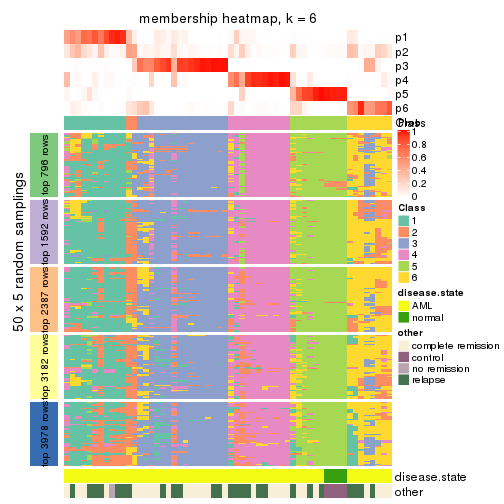 membership heatmap, k = 6
p1
p2
p3
p4
p5
p6
Prob
Class
1
0.8
0.6
0.4
0.2
0
Class
1
2
3
4
5
6
disease.state
AML
normal
other
complete remission
control
no remission
relapse
50 x 5 random samplings
top 796 rows
top 1592 rows
top 2387 rows
top 3182 rows
top 3978 rows
disease.state
other